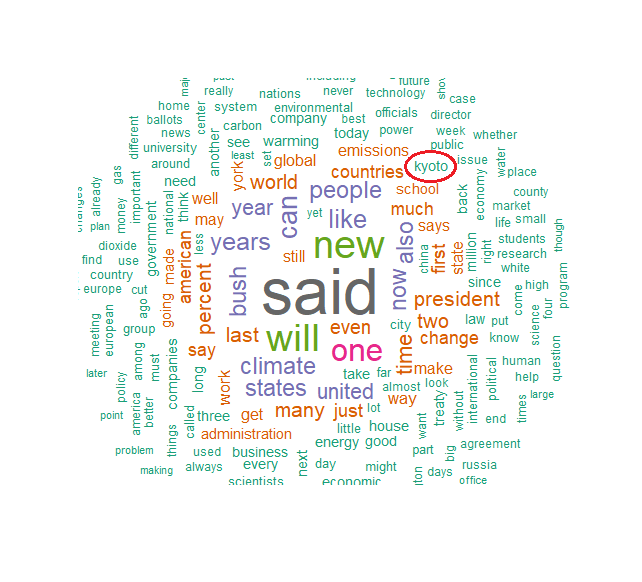 future
really
nations
never
technology
case
home
system
environmental
officials
director
ballots
center
company
best
different
news
carbon
see
today
power
week
whether
university
another
least
set
warming
emissions
public
around
york
global
countries
kyoto
issue
water
place
gas
already
important
need
world
people
school
back
economy
county
money
national
think
well
year
can
yet
like
much
market
changes
plan
government
may
says
life
small
dioxide
less
years
still
new
also
china
first
state
million
right
students
research
though
find
use
american
white
country
made
percent
bush
said
now
since
come
high
program
europe
cut
going
president
ago
four
meeting
european
group
last
will
even
city
two
law
put
science
say
one
time
change
know
question
among
must
companies
climate
take
far
make
international
political
human
later
policy
long
work
states
united
almost
look
help
large
america
better
called
three
get
many
just
lot
way
treaty
without
times
point
things
administration
little
house
want
end
problem
used
business
energy
good
part
big
agreement
making
always
every
next
day
might
days
russia
scientists
economic
office